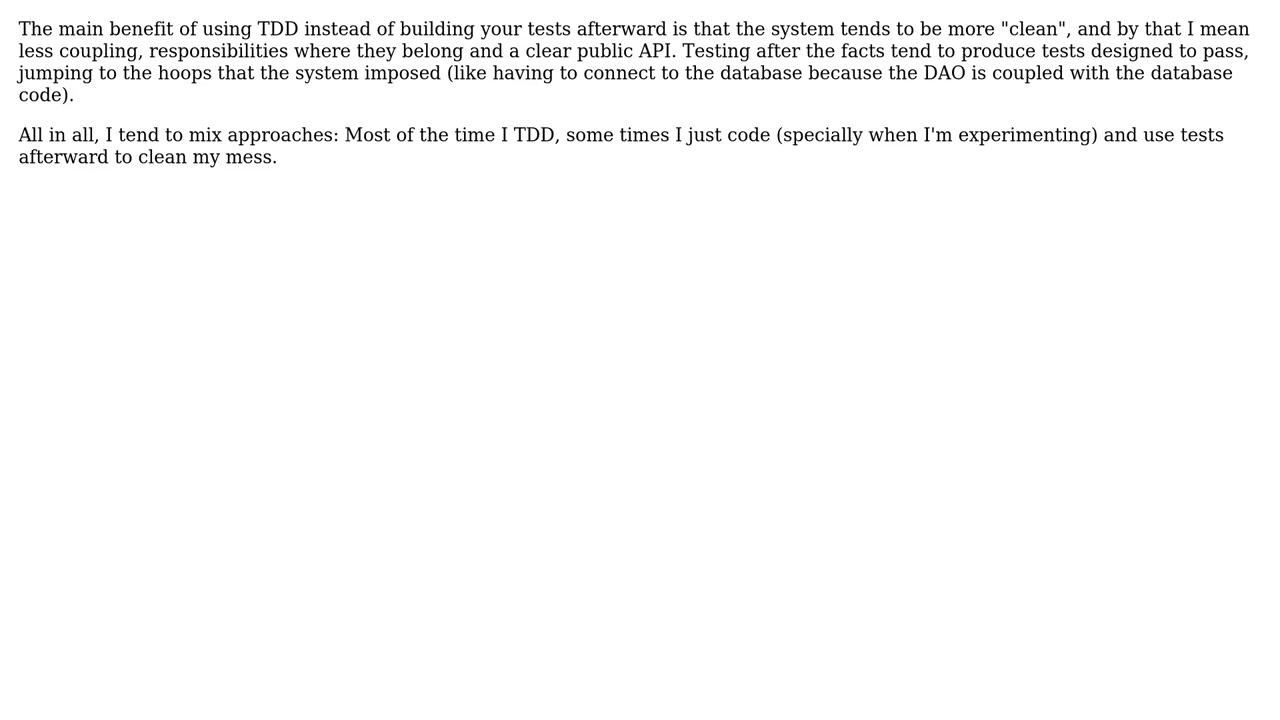 The main benefit of using TDD instead of building your tests afterward is that the system tends to be more "clean", and by that I mean
less coupling, responsibilities where they belong and a clear public API. Testing after the facts tend to produce tests designed to pass,
jumping to the hoops that the system imposed (like having to connect to the database because the DAO is coupled with the database
code).
All in all, I tend to mix approaches: Most of the time I TDD, some times I just code (specially when I'm experimenting) and use tests
afterward to clean my mess.